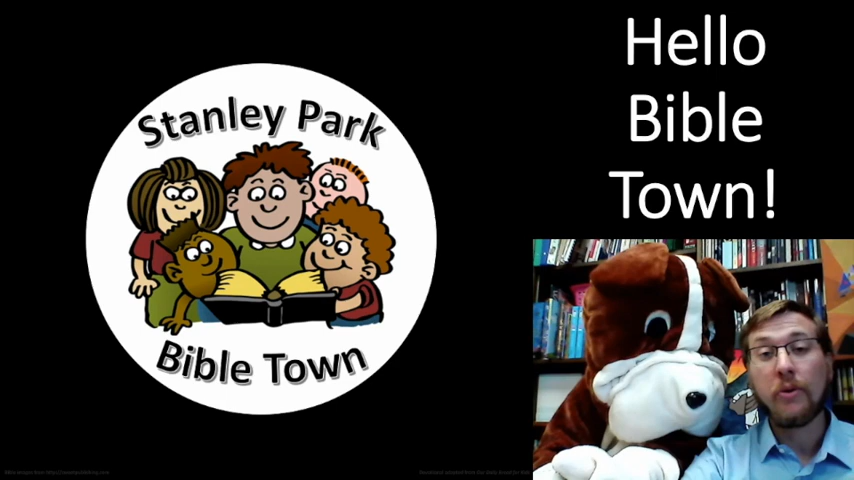 Stanley Park
Bible Town
Hello
Bible
Town!